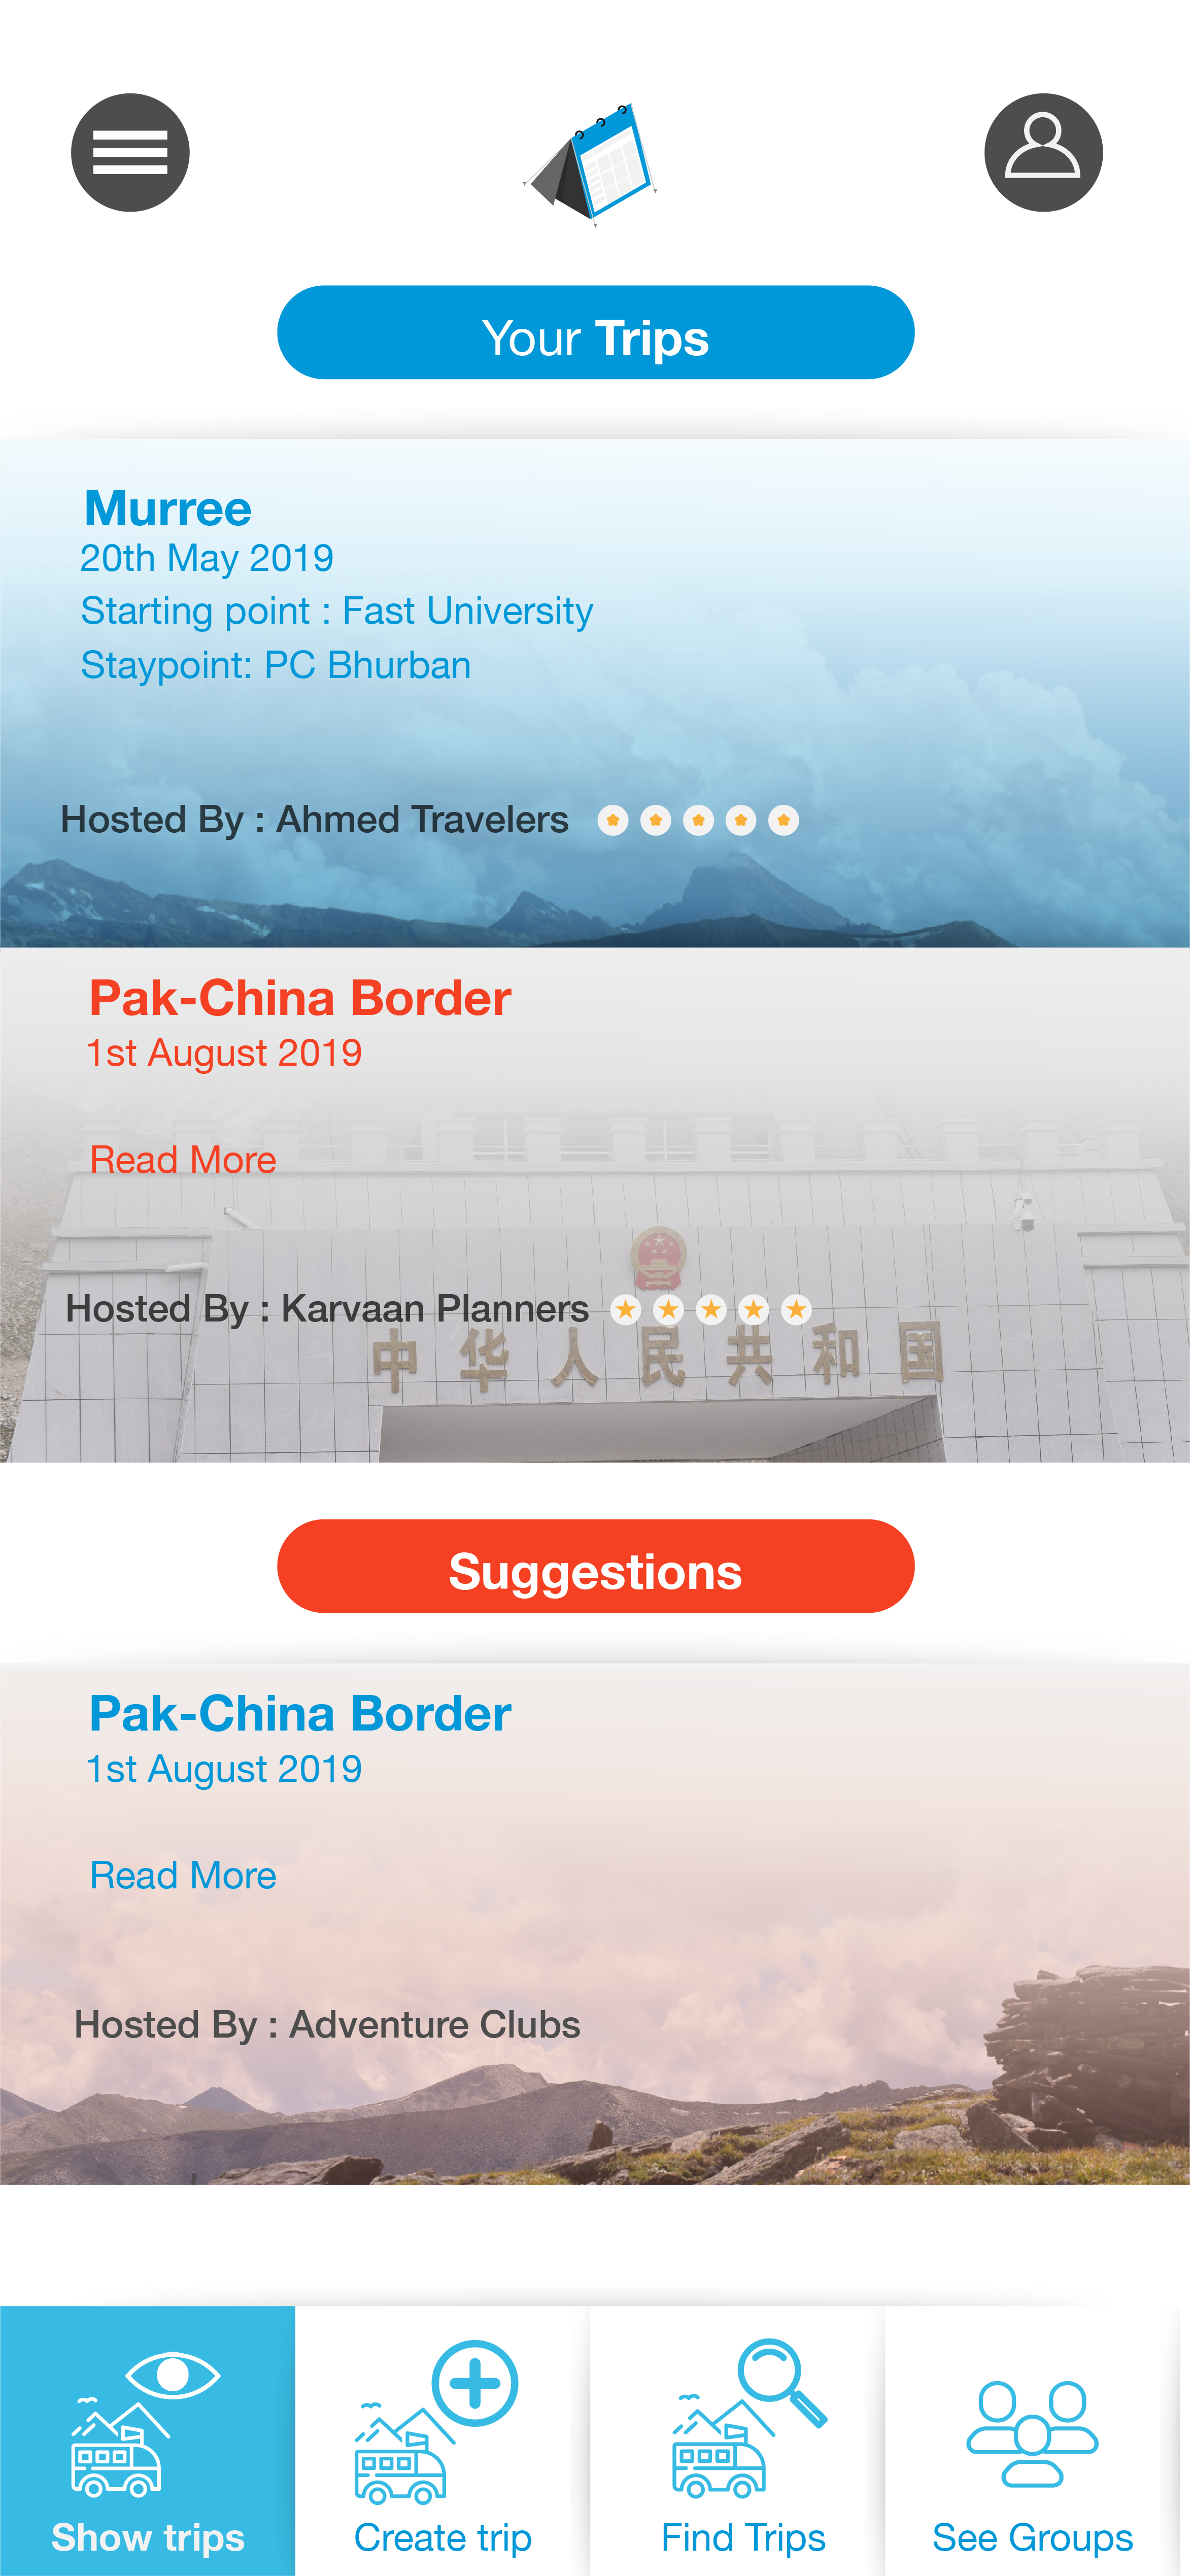 Your Trips
Murree
20th May 2019
Starting point : Fast University
Staypoint: PC Bhurban
Hosted By : Ahmed Travelers
Pak-China Border
1st August 2019
Read More
Hosted By : Karvaan Planners
中华人民共和国
Suggestions
Pak-China Border
1st August 2019
Read More
Hosted By : Adventure Clubs
Show trips
Create trip
Find Trips
See Groups